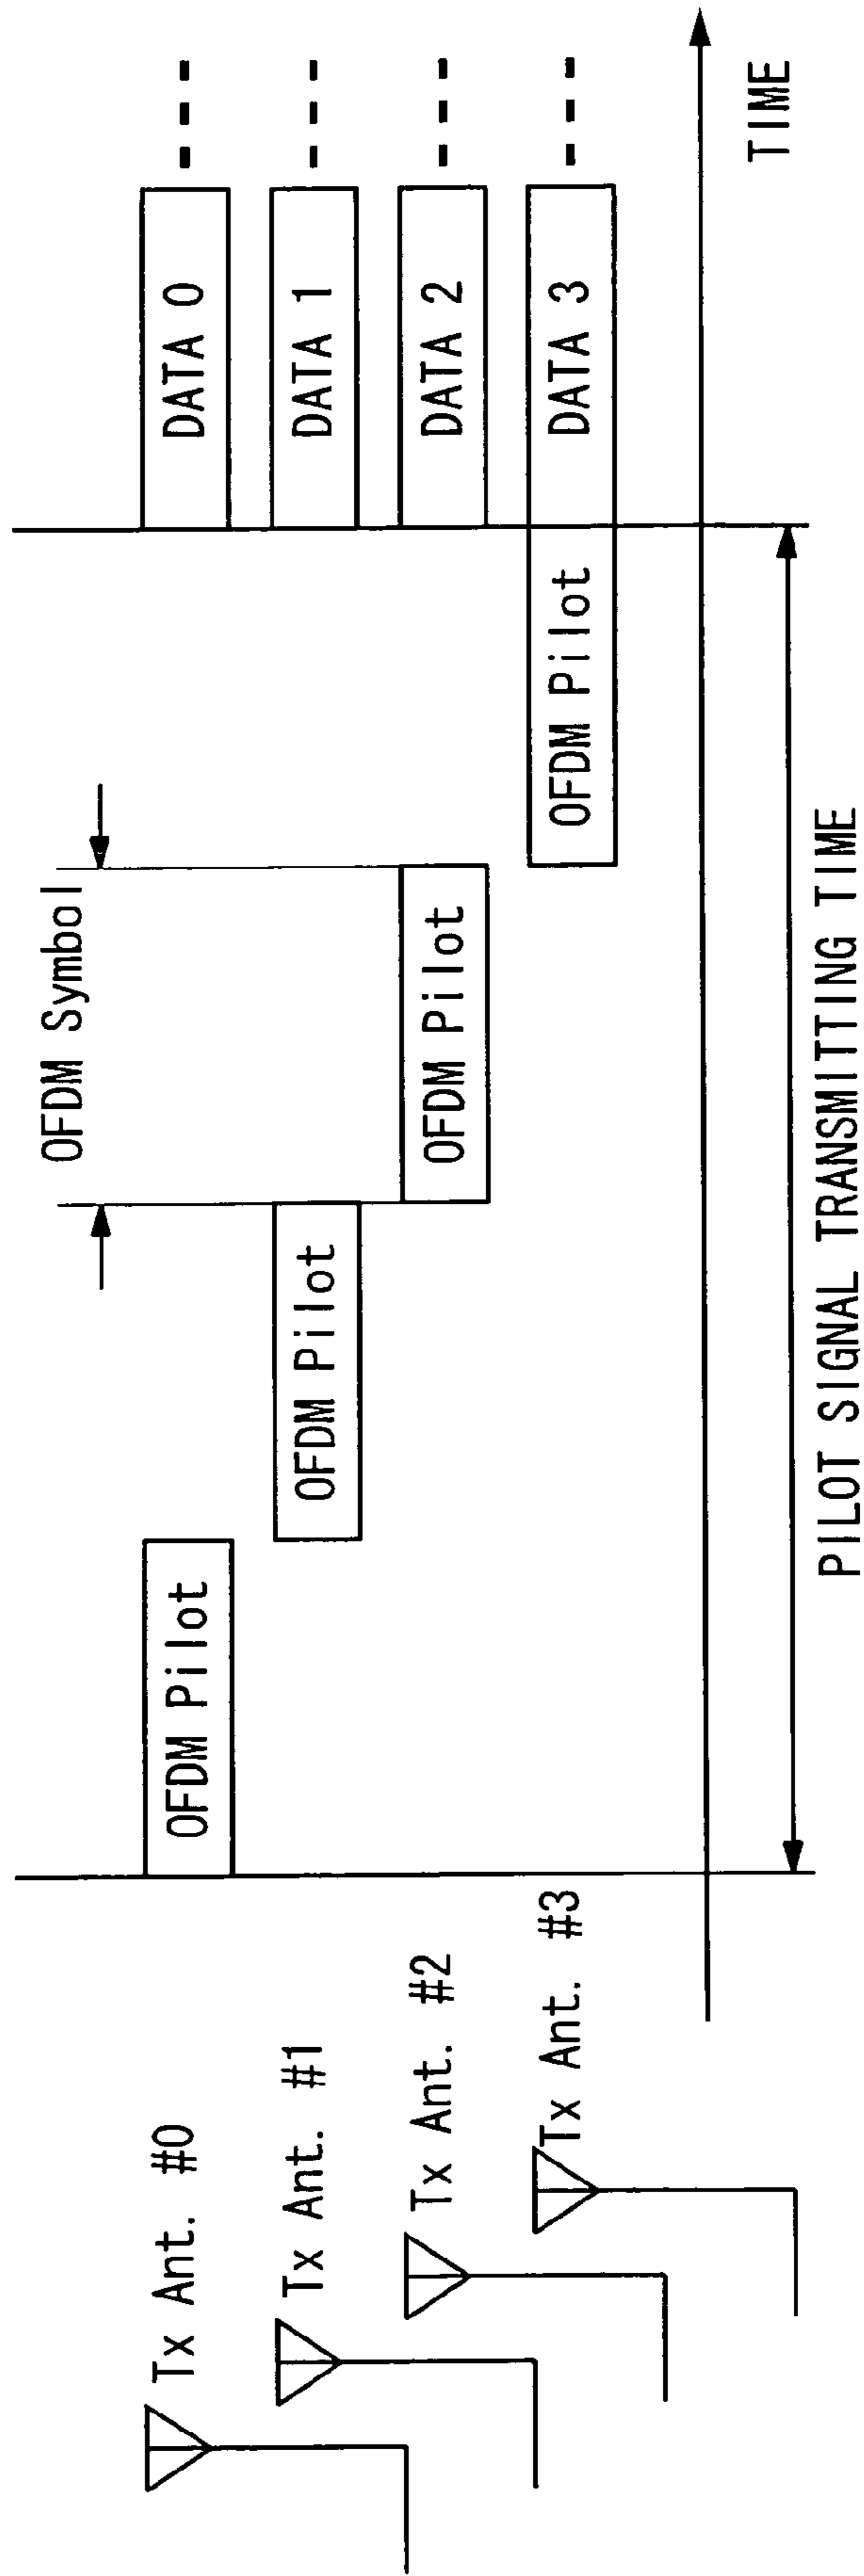 OFDM Symbol
Tx Ant. #0
OFDM Pilot
DATA 0
Tx Ant. #1
OFDM Pilot
DATA 1
Tx Ant. #2
OFDM Pilot
DATA 2
Tx Ant. #3
OFDM Pilot
DATA 3
TIME
PILOT SIGNAL TRANSMITTING TIME